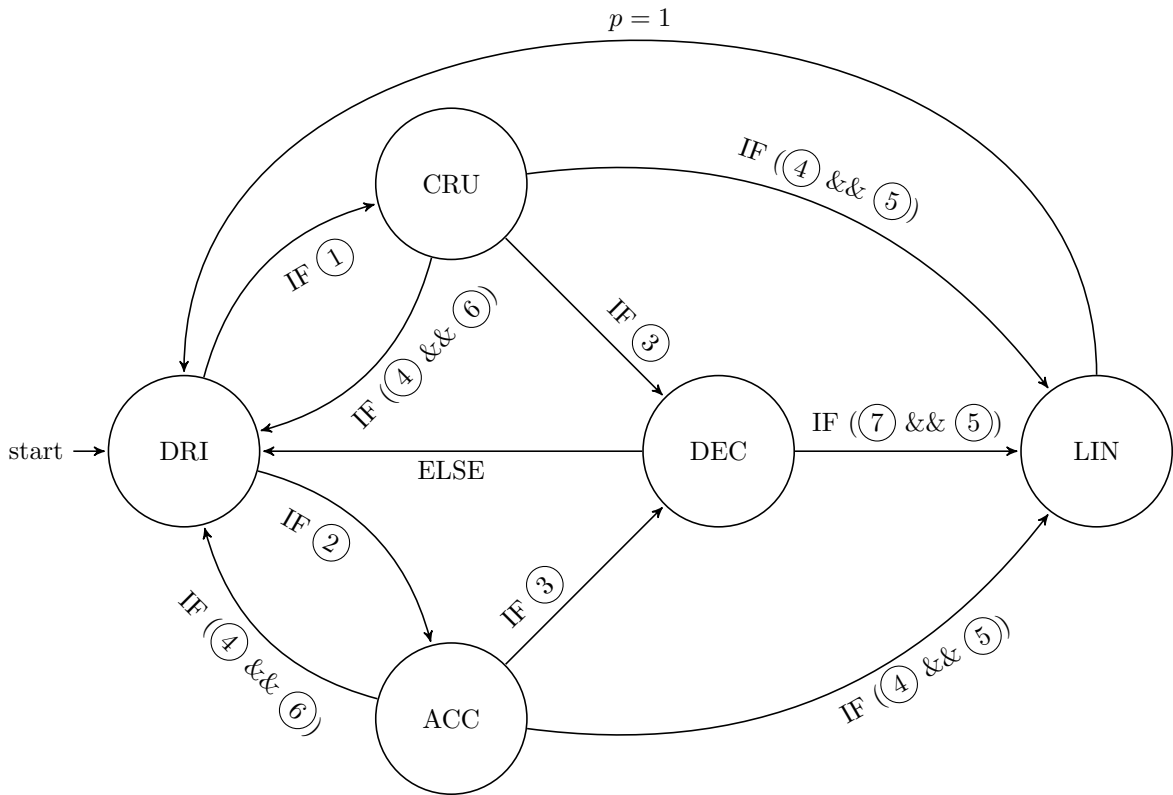 p = 1
IF (④ && ⑤)
CRU
IF ①
IF (④ && ⑥)
IF ③
start
DRI
ELSE
DEC
IF (⑦ && ⑤)
LIN
IF ②
IF ③
IF (④ && ⑥)
ACC
IF (④ && ⑤)